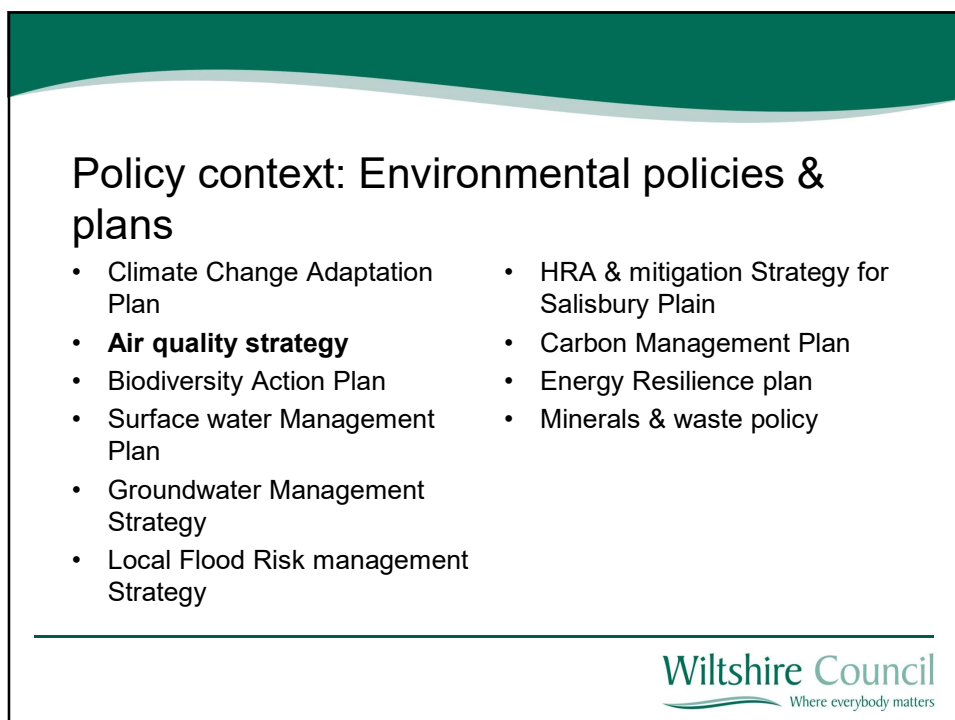 Policy context: Environmental policies &
plans
• Climate Change Adaptation
Plan
• Air quality strategy
• Biodiversity Action Plan
• Surface water Management
Plan
• Groundwater Management
Strategy
• Local Flood Risk management
Strategy
• HRA & mitigation Strategy for
Salisbury Plain
• Carbon Management Plan
• Energy Resilience plan
• Minerals & waste policy
Wiltshire Council
Where everybody matters